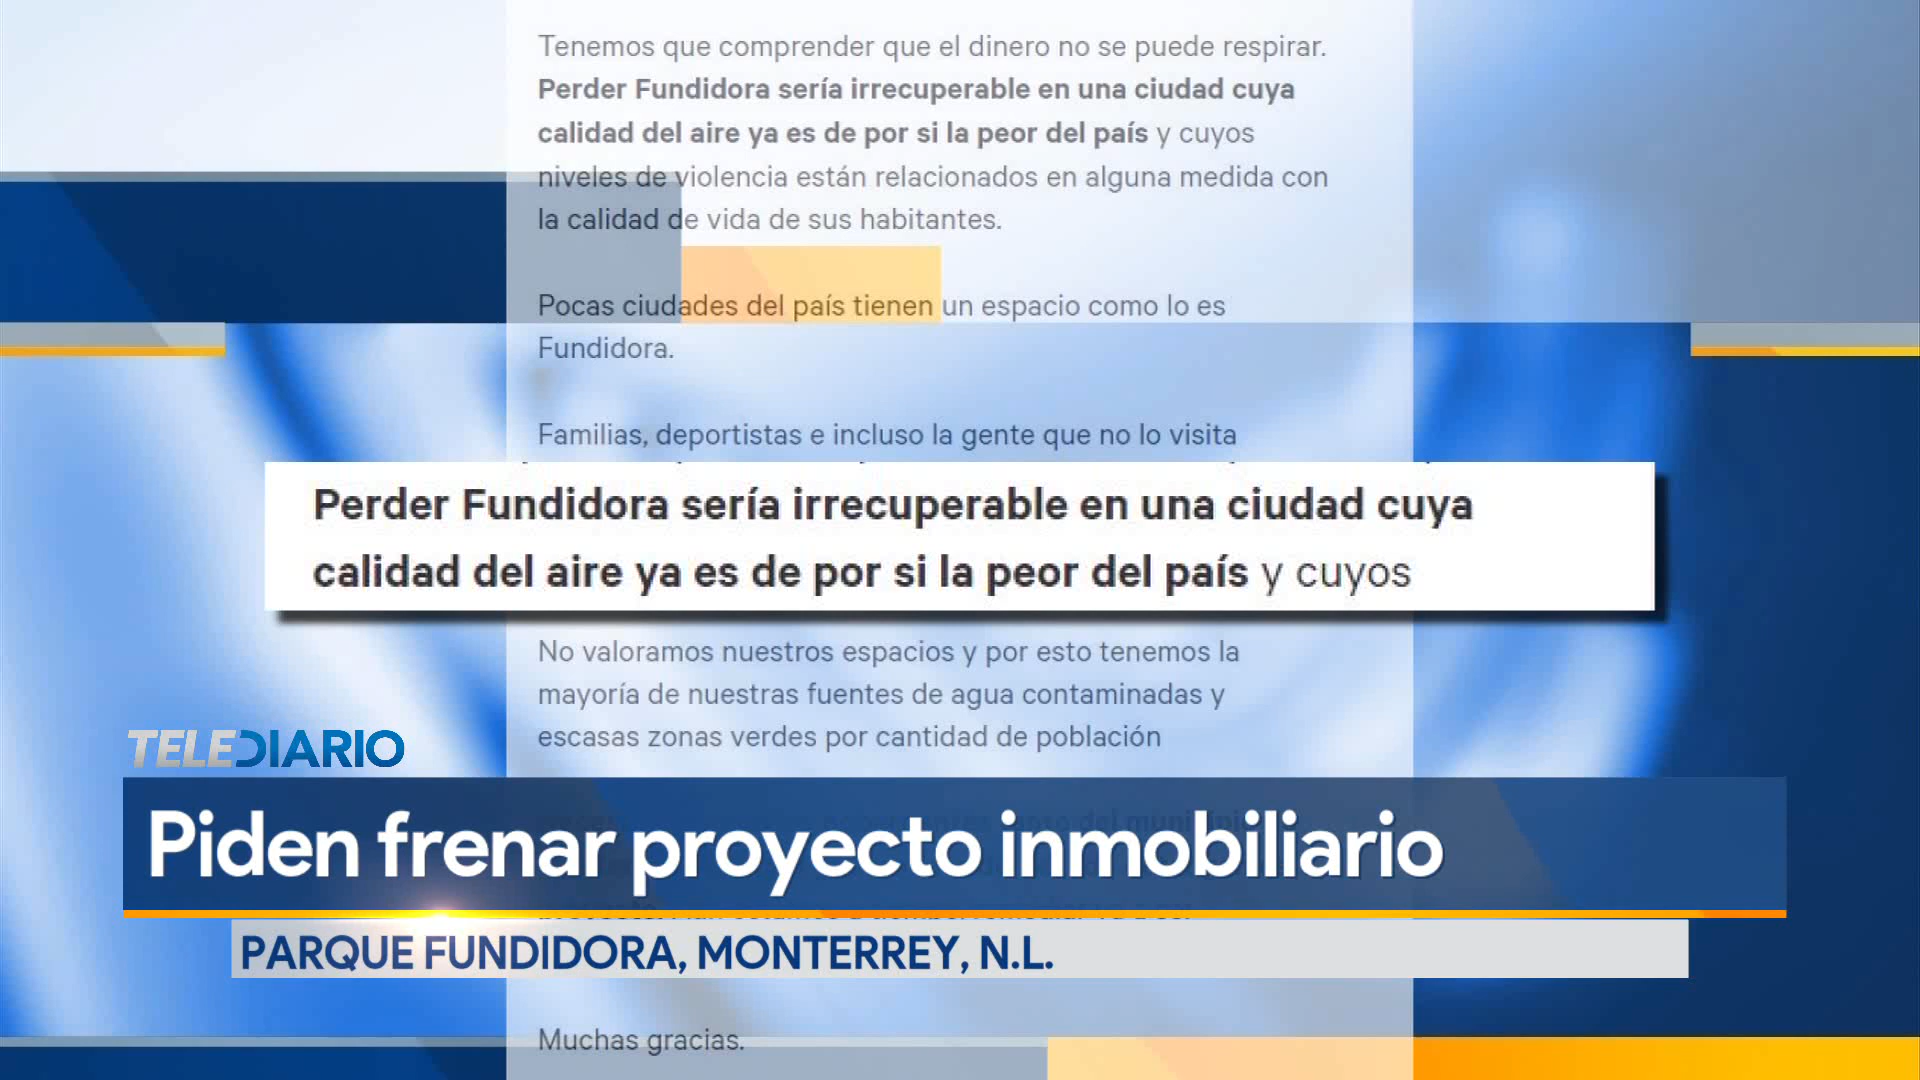 Tenemos que comprender que el dinero no se puede respirar.
Perder Fundidora sería irrecuperable en una ciudad cuya
calidad del aire ya es de por si la peor del país y cuyos
niveles de violencia están relacionados en alguna medida con
la calidad de vida de sus habitantes.
Pocas ciudades del país tienen un espacio como lo es
Fundidora.
Familias, deportistas e incluso la gente que no lo visita
Perder Fundidora sería irrecuperable en una ciudad cuya
calidad del aire ya es de por si la peor del país y cuyos
No valoramos nuestros espacios y por esto tenemos la
mayoría de nuestras fuentes de agua contaminadas y
escasas zonas verdes por cantidad de población
TELEDIARIO
Piden frenar proyecto inmobiliario
PARQUE FUNDIDORA, MONTERREY, N.L.
Muchas gracias.